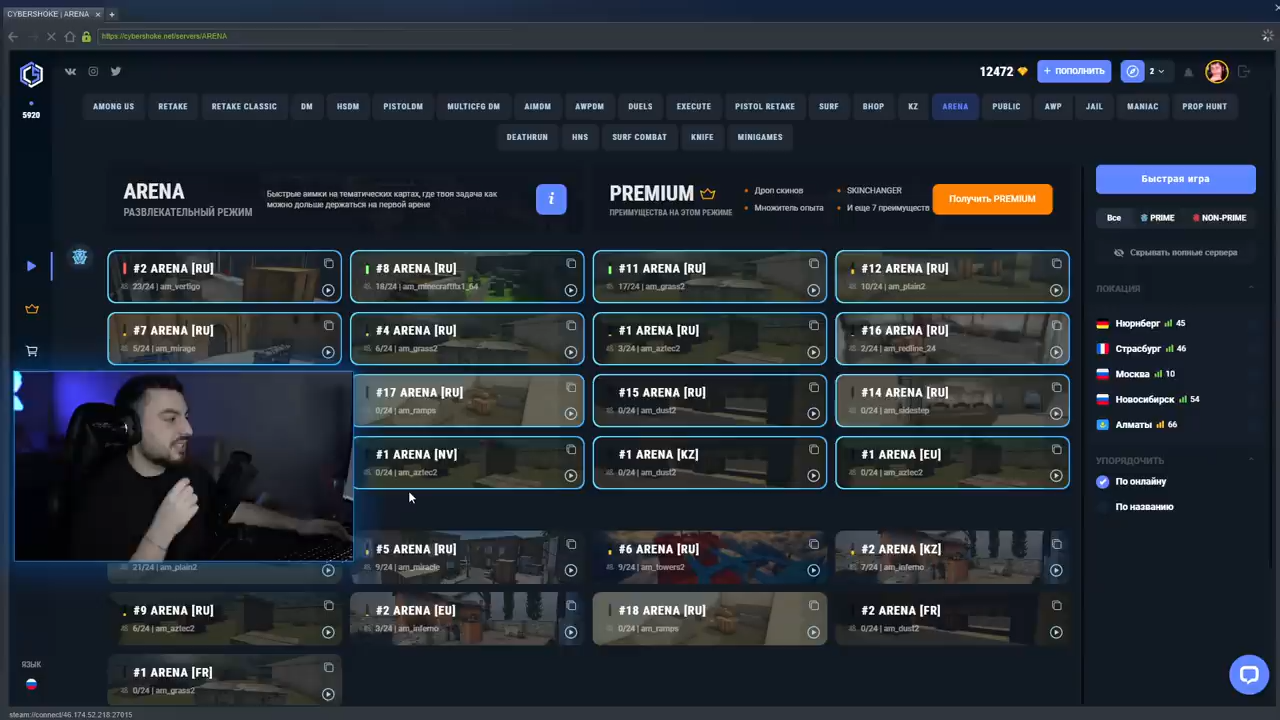 CYBERSHOKE | ARENA
https://cybershoke.net/servers/ARENA
12472
+ ПОПОЛНИТЬ
2
5920
AMONG US
RETAKE
RETAKE CLASSIC
DM
HSDM
PISTOLDM
MULTICFG DM
AIMDM
AWPDM
DUELS
EXECUTE
PISTOL RETAKE
SURF
BHOP
KZ
ARENA
PUBLIC
AWP
JAIL
MANIAC
PROP HUNT
DEATHRUN
HNS
SURF COMBAT
KNIFE
MINIGAMES
ARENA
РАЗВЛЕКАТЕЛЬНЫЙ РЕЖИМ
Быстрые аимки на тематических картах, где твоя задача как
можно дольше держаться на первой арене
i
PREMIUM
ПРЕИМУЩЕСТВА НА ЭТОМ РЕЖИМЕ
Дроп скинов
Множитель опыта
SKINCHANGER
И еще 7 преимуществ
Получить PREMIUM
#2 ARENA [RU]
23/24 | am_vertigo
#8 ARENA [RU]
18/24 | am_minecraftfix1_64
#11 ARENA [RU]
17/24 | am_grass2
#12 ARENA [RU]
10/24 | am_plain2
#7 ARENA [RU]
5/24 | am_mirage
#4 ARENA [RU]
6/24 | am_grass2
#1 ARENA [RU]
3/24 | am_aztec2
#16 ARENA [RU]
2/24 | am_redline_24
#17 ARENA [RU]
0/24 | am_ramps
#15 ARENA [RU]
0/24 | am_dust2
#14 ARENA [RU]
0/24 | am_sidestep
#1 ARENA [NV]
0/24 | am_aztec2
#1 ARENA [KZ]
0/24 | am_dust2
#1 ARENA [EU]
0/24 | am_aztec2
21/24 | am_plain2
#5 ARENA [RU]
9/24 | am_miracle
#6 ARENA [RU]
9/24 | am_towers2
#2 ARENA [KZ]
7/24 | am_inferno
#9 ARENA [RU]
6/24 | am_aztec2
#2 ARENA [EU]
3/24 | am_inferno
#18 ARENA [RU]
0/24 | am_ramps
#2 ARENA [FR]
0/24 | am_dust2
#1 ARENA [FR]
0/24 | am_grass2
Быстрая игра
Все
PRIME
NON-PRIME
Скрывать полные сервера
ЛОКАЦИЯ
Нюрнберг 45
Страсбург 46
Москва 10
Новосибирск 54
Алматы 66
УПОРЯДОЧИТЬ
По онлайну
По названию
ЯЗЫК
steam://connect/46.174.52.218:27015